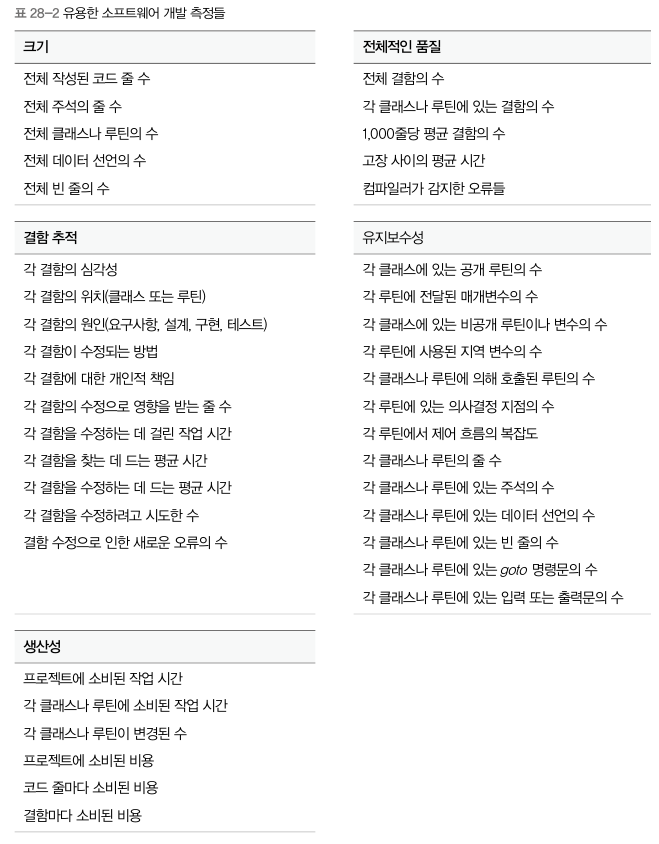 표 28-2 유용한 소프트웨어 개발 측정들
크기
전체 작성된 코드 줄 수
전체 주석의 줄 수
전체 클래스나 루틴의 수
전체 데이터 선언의 수
전체 빈 줄의 수
전체적인 품질
전체 결함의 수
각 클래스나 루틴에 있는 결함의 수
1,000줄당 평균 결함의 수
고장 사이의 평균 시간
컴파일러가 감지한 오류들
결함 추적
각 결함의 심각성
각 결함의 위치(클래스 또는 루틴)
각 결함의 원인(요구사항, 설계, 구현, 테스트)
각 결함이 수정되는 방법
각 결함에 대한 개인적 책임
각 결함의 수정으로 영향을 받는 줄 수
각 결함을 수정하는 데 걸린 작업 시간
각 결함을 찾는 데 드는 평균 시간
각 결함을 수정하는 데 드는 평균 시간
각 결함을 수정하려고 시도한 수
결함 수정으로 인한 새로운 오류의 수
유지보수성
각 클래스에 있는 공개 루틴의 수
각 루틴에 전달된 매개변수의 수
각 클래스에 있는 비공개 루틴이나 변수의 수
각 루틴에 사용된 지역 변수의 수
각 클래스나 루틴에 의해 호출된 루틴의 수
각 루틴에 있는 의사결정 지점의 수
각 루틴에서 제어 흐름의 복잡도
각 클래스나 루틴의 줄 수
각 클래스나 루틴에 있는 주석의 수
각 클래스나 루틴에 있는 데이터 선언의 수
각 클래스나 루틴에 있는 빈 줄의 수
각 클래스나 루틴에 있는 goto 명령문의 수
각 클래스나 루틴에 있는 입력 또는 출력문의 수
생산성
프로젝트에 소비된 작업 시간
각 클래스나 루틴에 소비된 작업 시간
각 클래스나 루틴이 변경된 수
프로젝트에 소비된 비용
코드 줄마다 소비된 비용
결함마다 소비된 비용